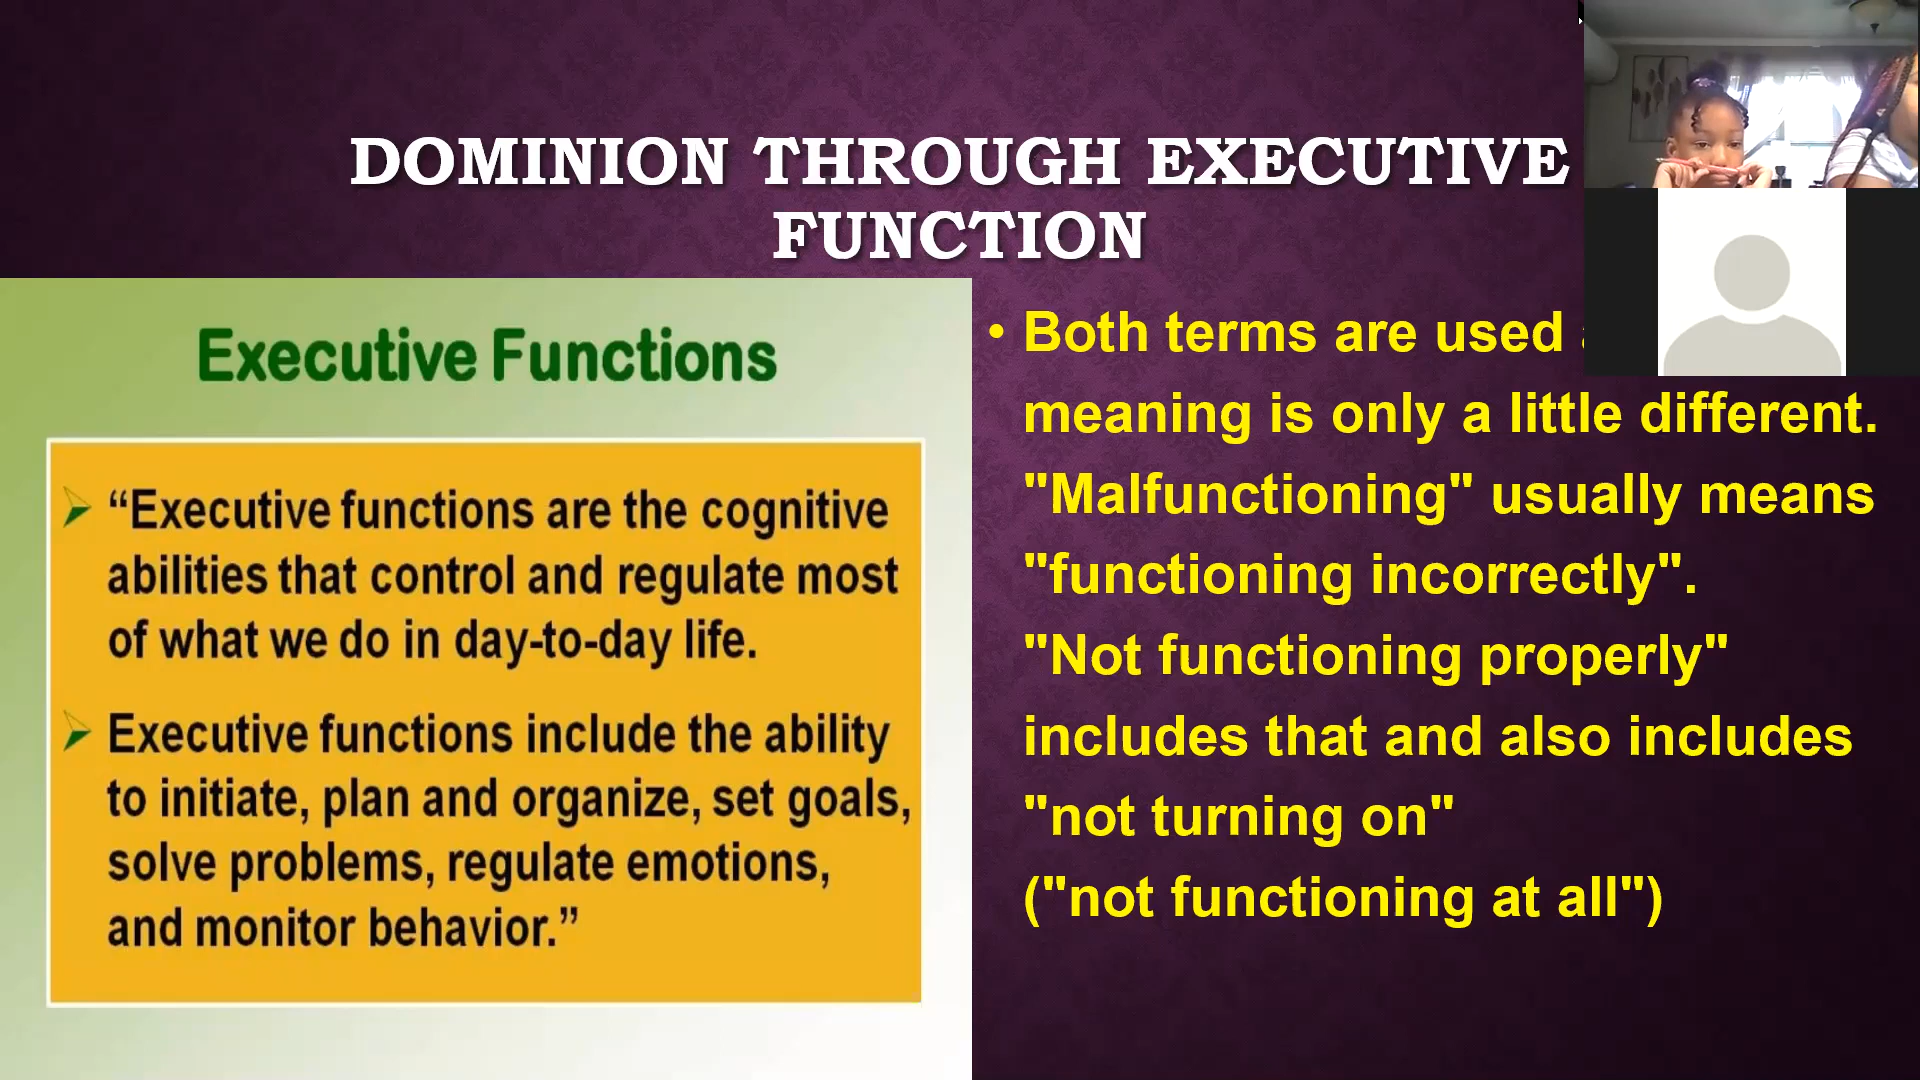 DOMINION THROUGH EXECUTIVE
FUNCTION
Executive Functions
“Executive functions are the cognitive
abilities that control and regulate most
of what we do in day-to-day life.
Executive functions include the ability
to initiate, plan and organize, set goals,
solve problems, regulate emotions,
and monitor behavior.”
• Both terms are used
meaning is only a little different.
"Malfunctioning" usually means
"functioning incorrectly".
"Not functioning properly"
includes that and also includes
"not turning on"
("not functioning at all")